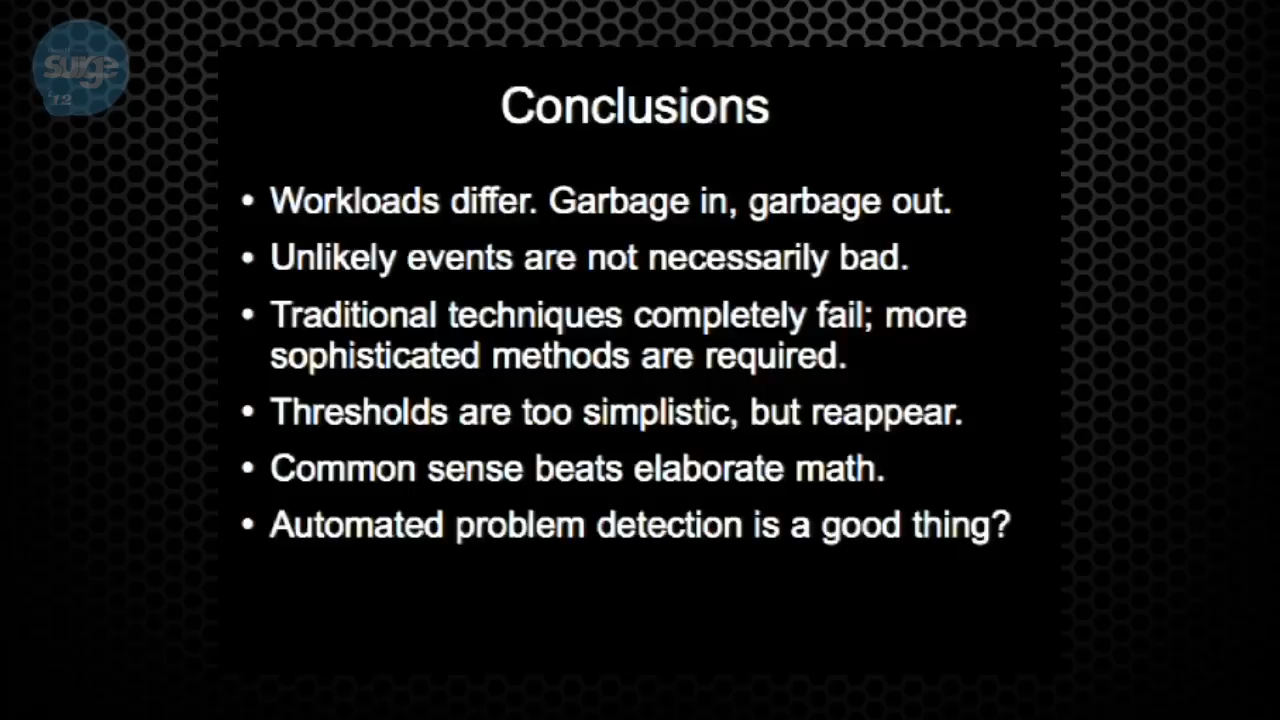 surge
'12
Conclusions
• Workloads differ. Garbage in, garbage out.
• Unlikely events are not necessarily bad.
• Traditional techniques completely fail; more
sophisticated methods are required.
• Thresholds are too simplistic, but reappear.
• Common sense beats elaborate math.
• Automated problem detection is a good thing?